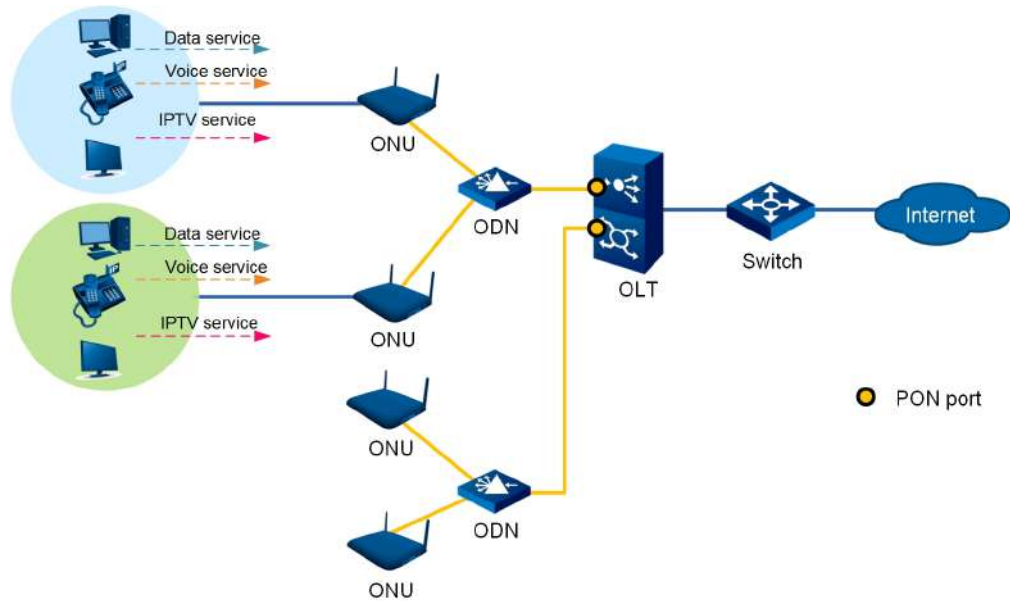 Data service
Voice service
IPTV service
ONU
ODN
Data service
Voice service
IPTV service
ONU
OLT
Switch
Internet
PON port
ONU
ODN
ONU